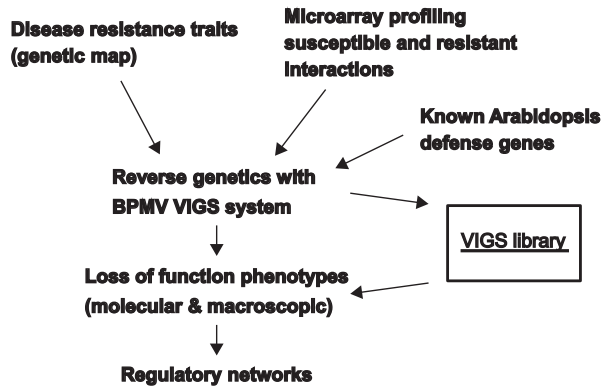 Disease resistance traits
(genetic map)
Microarray profiling
susceptible and resistant
interactions
Known Arabidopsis
defense genes
Reverse genetics with
BPMV VIGS system
VIGS library
Loss of function phenotypes
(molecular & macroscopic)
Regulatory networks